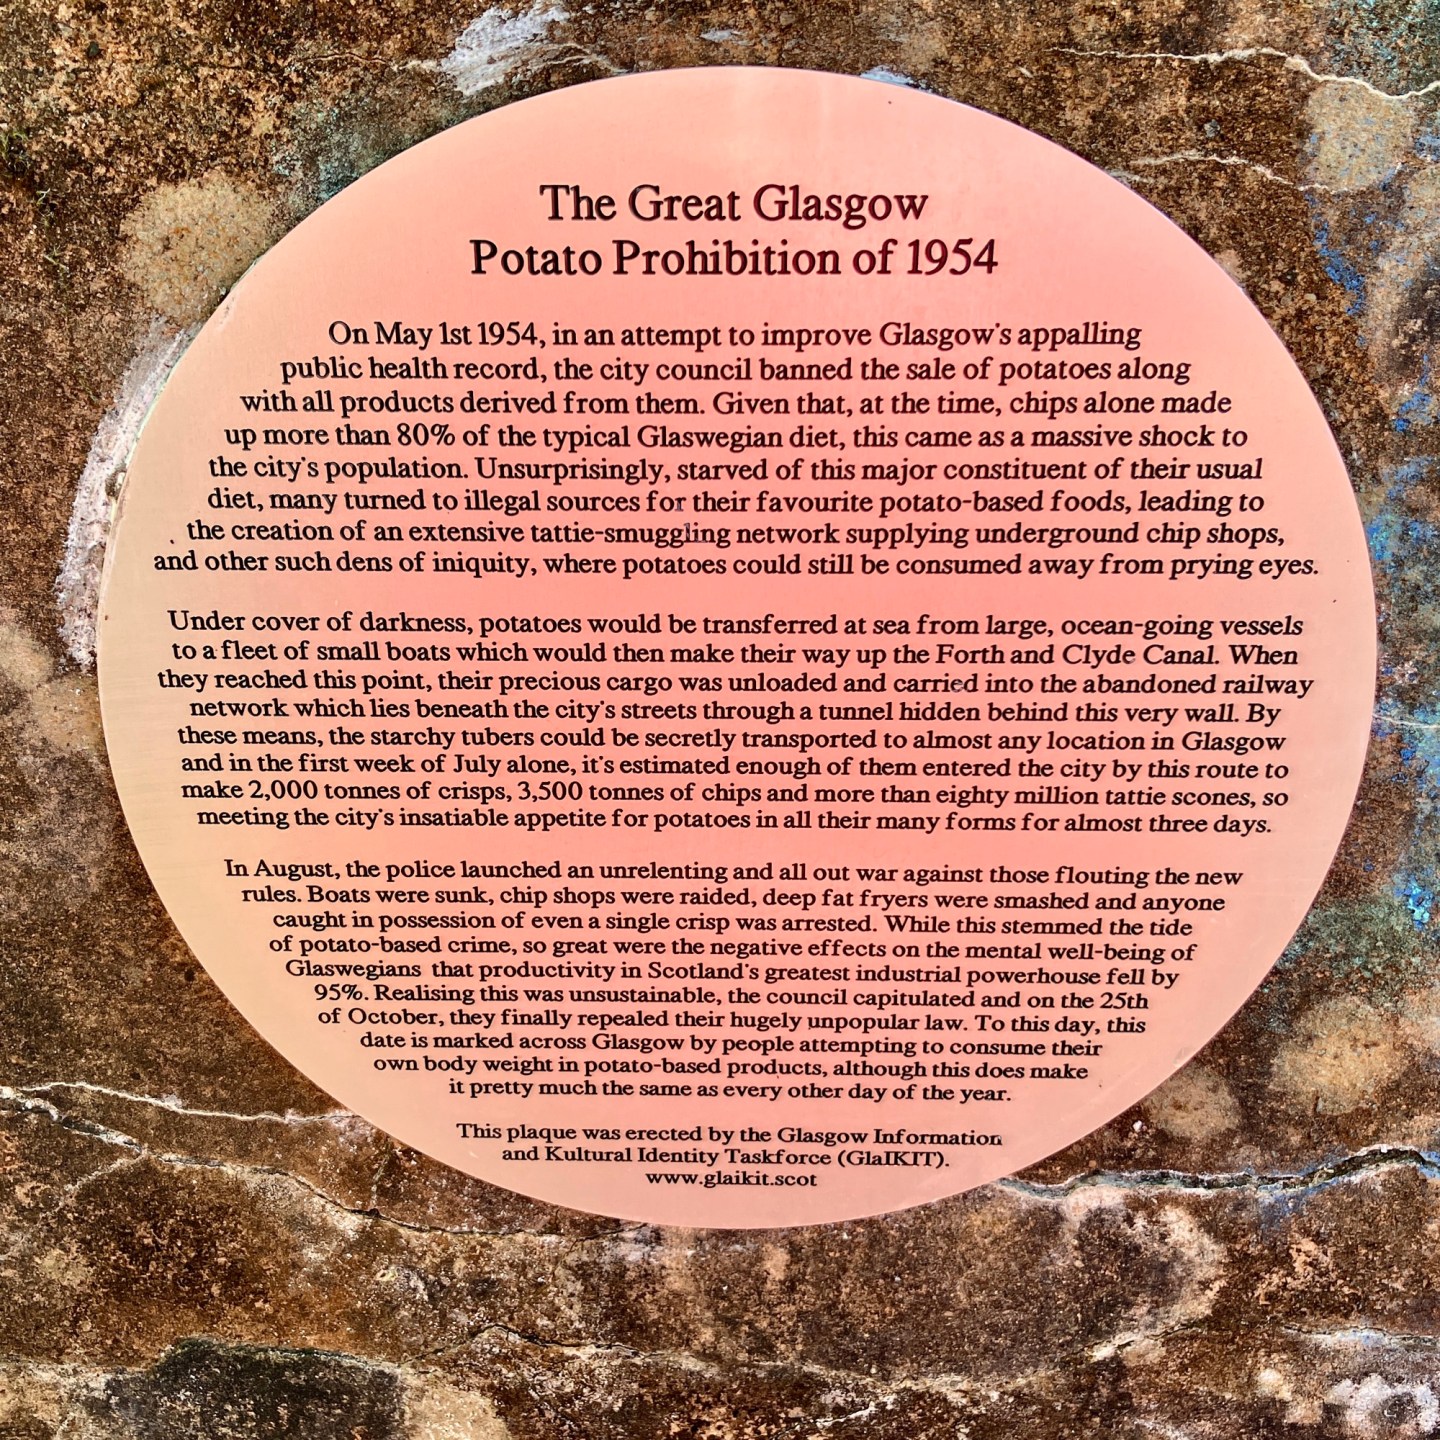 The Great Glasgow
Potato Prohibition of 1954
On May 1st 1954, in an attempt to improve Glasgow's appalling
public health record, the city council banned the sale of potatoes along
with all products derived from them. Given that, at the time, chips alone made
up more than 80% of the typical Glaswegian diet, this came as a massive shock to
the city's population. Unsurprisingly, starved of this major constituent of their usual
diet, many turned to illegal sources for their favourite potato-based foods, leading to
the creation of an extensive tattie-smuggling network supplying underground chip shops,
and other such dens of iniquity, where potatoes could still be consumed away from prying eyes.
Under cover of darkness, potatoes would be transferred at sea from large, ocean-going vessels
to a fleet of small boats which would then make their way up the Forth and Clyde Canal. When
they reached this point, their precious cargo was unloaded and carried into the abandoned railway
network which lies beneath the city's streets through a tunnel hidden behind this very wall. By
these means, the starchy tubers could be secretly transported to almost any location in Glasgow
and in the first week of July alone, it's estimated enough of them entered the city by this route to
make 2,000 tonnes of crisps, 3,500 tonnes of chips and more than eighty million tattie scones, so
meeting the city's insatiable appetite for potatoes in all their many forms for almost three days.
In August, the police launched an unrelenting and all out war against those flouting the new
rules. Boats were sunk, chip shops were raided, deep fat fryers were smashed and anyone
caught in possession of even a single crisp was arrested. While this stemmed the tide
of potato-based crime, so great were the negative effects on the mental well-being of
Glaswegians that productivity in Scotland's greatest industrial powerhouse fell by
95%. Realising this was unsustainable, the council capitulated and on the 25th
of October, they finally repealed their hugely unpopular law. To this day, this
date is marked across Glasgow by people attempting to consume their
own body weight in potato-based products, although this does make
it pretty much the same as every other day of the year.
This plaque was erected by the Glasgow Information
and Kultural Identity Taskforce (GlaIKIT).
www.glaikit.scot